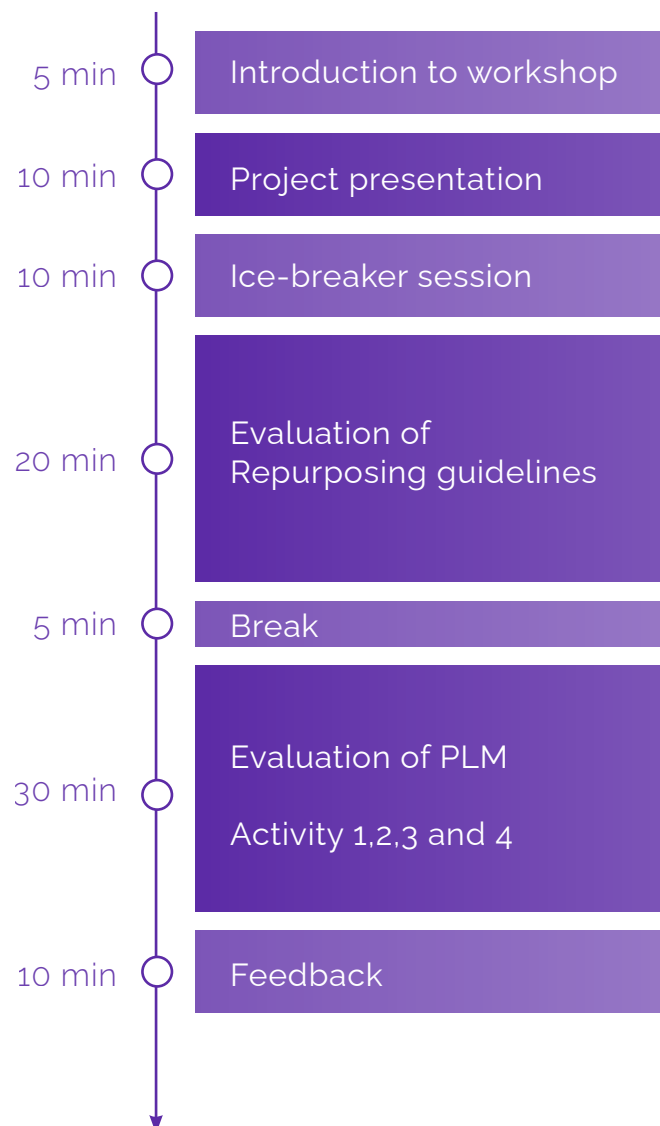 5 min
Introduction to workshop
10 min
Project presentation
10 min
Ice-breaker session
20 min
Evaluation of
Repurposing guidelines
5 min
Break
30 min
Evaluation of PLM
Activity 1,2,3 and 4
10 min
Feedback